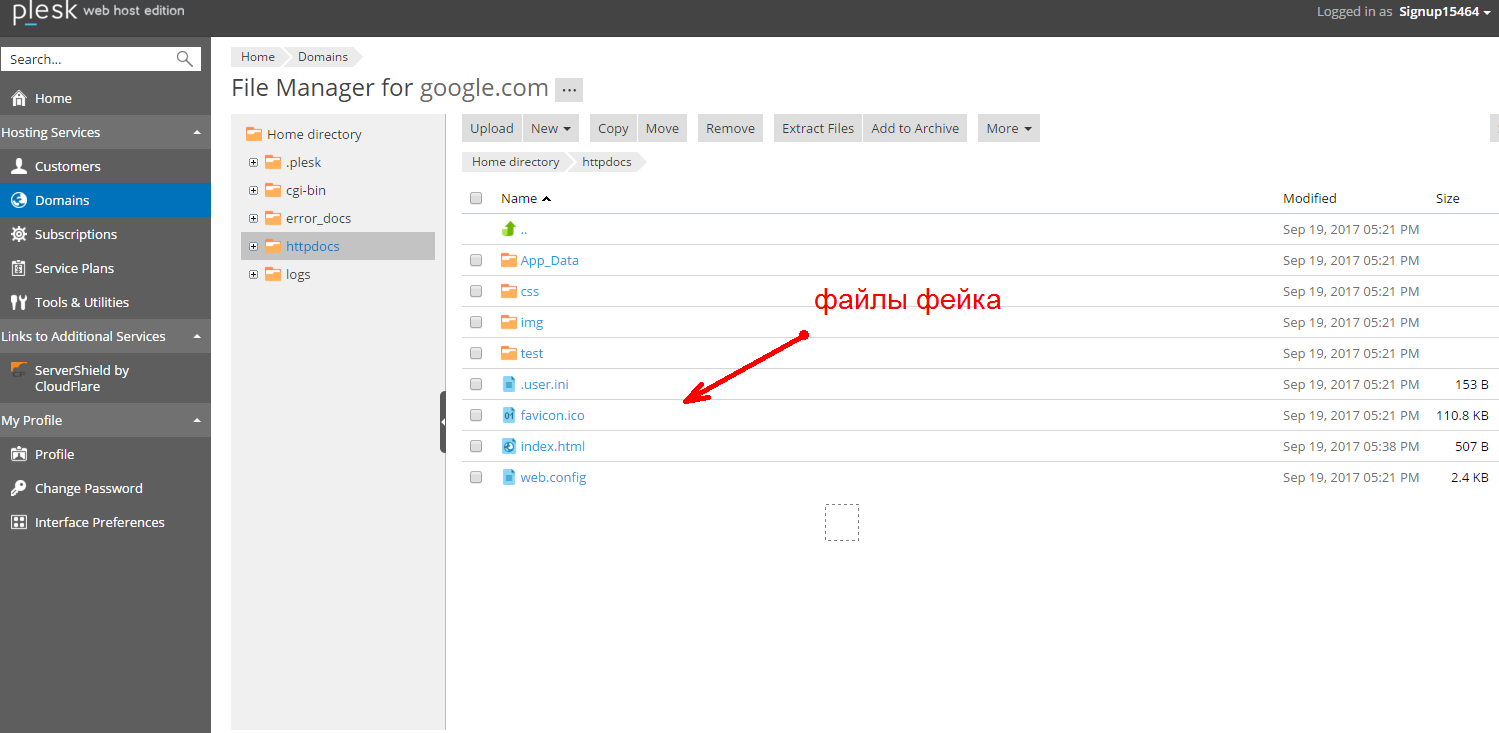 plesk web host edition
Logged in as Signup15464
Search...
Home
Hosting Services
Customers
Domains
Subscriptions
Service Plans
Tools & Utilities
Links to Additional Services
ServerShield by
CloudFlare
My Profile
Profile
Change Password
Interface Preferences
Home Domains
File Manager for google.com ...
Home directory
.plesk
cgi-bin
error_docs
httpdocs
logs
Upload New Copy Move Remove Extract Files Add to Archive More
Home directory httpdocs
Name Modified Size
.. Sep 19, 2017 05:21 PM
App_Data Sep 19, 2017 05:21 PM
css Sep 19, 2017 05:21 PM
файлы фейка
img Sep 19, 2017 05:21 PM
test Sep 19, 2017 05:21 PM
.user.ini Sep 19, 2017 05:21 PM 153 B
favicon.ico Sep 19, 2017 05:21 PM 110.8 KB
index.html Sep 19, 2017 05:38 PM 507 B
web.config Sep 19, 2017 05:21 PM 2.4 KB